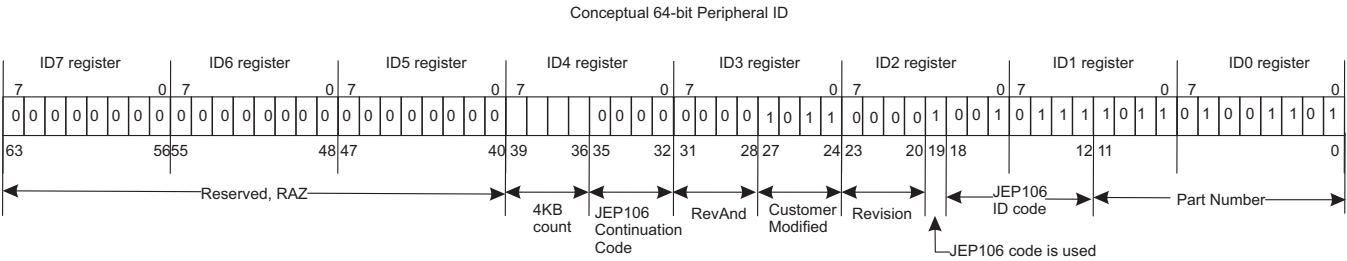 Conceptual 64-bit Peripheral ID
ID7 register ID6 register ID5 register ID4 register ID3 register ID2 register ID1 register ID0 register
7 0 7 0 7 0 7 0 7 0 7 0 7 0 7 0
0 0 0 0 0 0 0 0 0 0 0 0 0 0 0 0 0 0 0 0 0 0 0 0 0 0 0 0 0 0 0 0 1 0 1 1 0 0 0 0 1 0 0 1 0 1 1 1 1 0 1 1 0 1 0 0 1 1 0 1
63 56 55 48 47 40 39 36 35 32 31 28 27 24 23 20 19 18 12 11 0
Reserved, RAZ
4KB
count
JEP106
Continuation
Code
RevAnd
Customer
Modified
Revision
JEP106
ID code
Part Number
JEP106 code is used